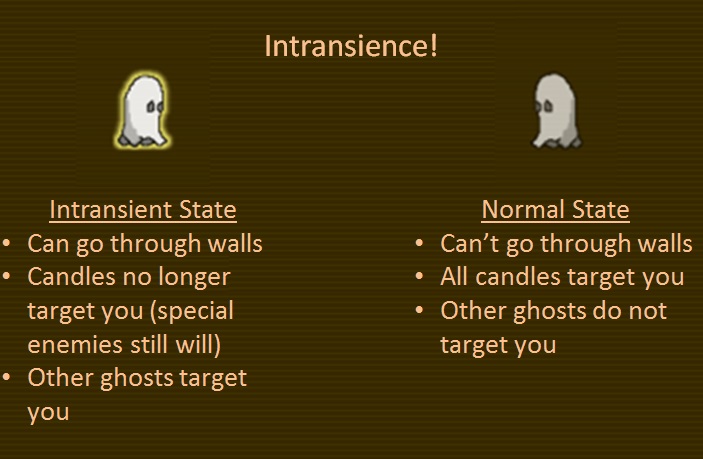 Intransience!
Intransient State
• Can go through walls
• Candles no longer
target you (special
enemies still will)
• Other ghosts target
you
Normal State
• Can’t go through walls
• All candles target you
• Other ghosts do not
target you